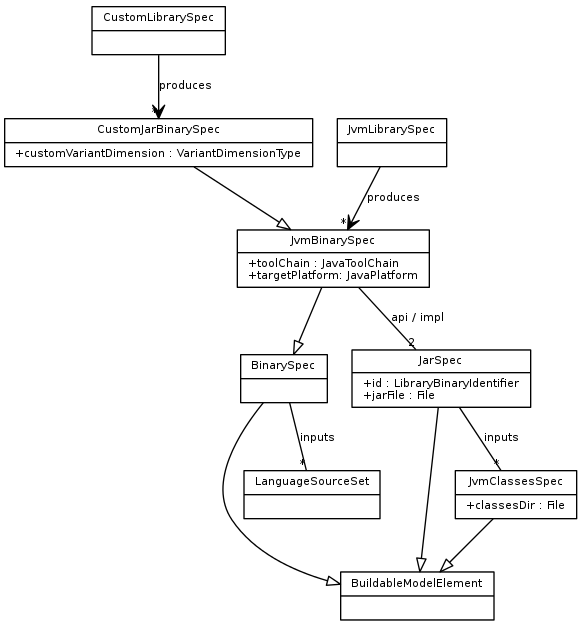 CustomLibrarySpec
produces
*
CustomJarBinarySpec
+customVariantDimension : VariantDimensionType
JvmLibrarySpec
produces
*
JvmBinarySpec
+toolChain : JavaToolChain
+targetPlatform: JavaPlatform
api / impl
2
BinarySpec
JarSpec
+id : LibraryBinaryIdentifier
+jarFile : File
inputs
*
inputs
*
LanguageSourceSet
JvmClassesSpec
+classesDir : File
BuildableModelElement